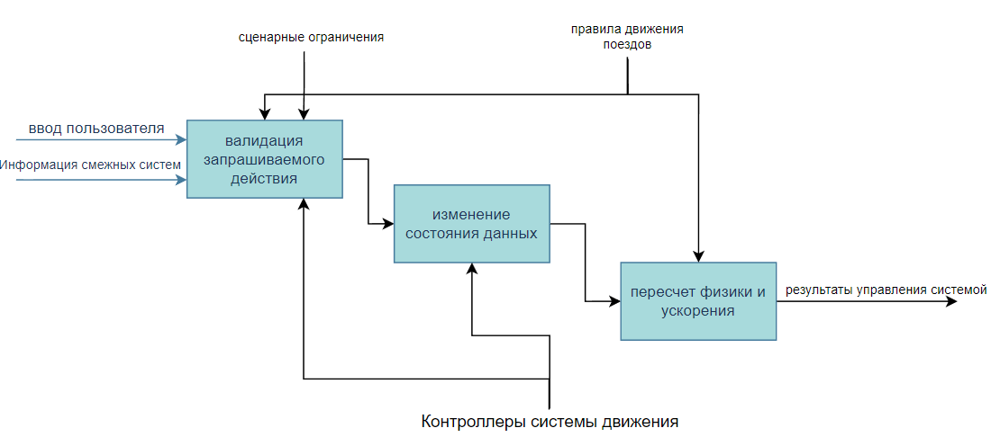 сценарные ограничения
правила движения
поездов
ввод пользователя
Информация смежных систем
валидация
запрашиваемого
действия
изменение
состояния данных
пересчет физики и
ускорения
результаты управления системой
Контроллеры системы движения